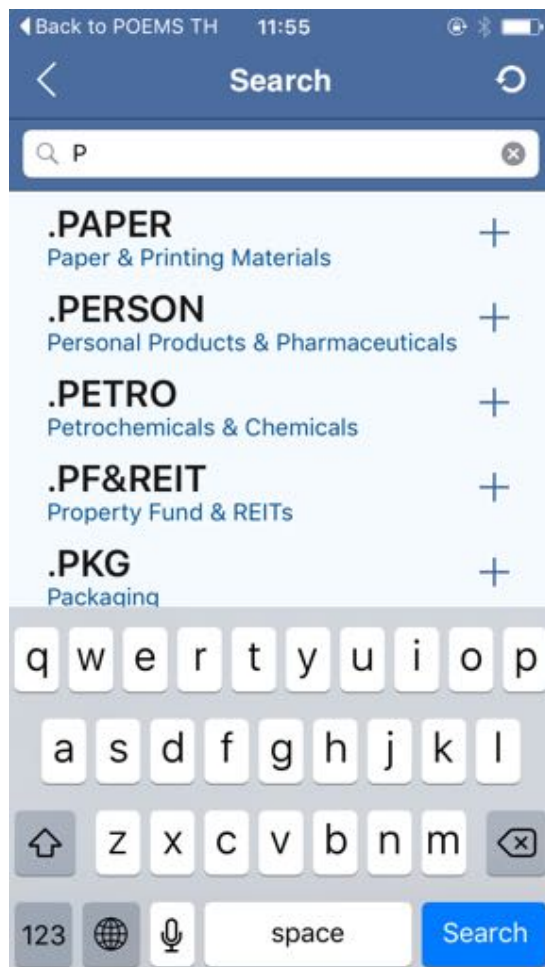 Back to POEMS TH 11:55
Search
P
.PAPER
Paper & Printing Materials
.PERSON
Personal Products & Pharmaceuticals
.PETRO
Petrochemicals & Chemicals
.PF&REIT
Property Fund & REITs
.PKG
Packaging
q w e r t y u i o p
a s d f g h j k l
z x c v b n m
123 space Search